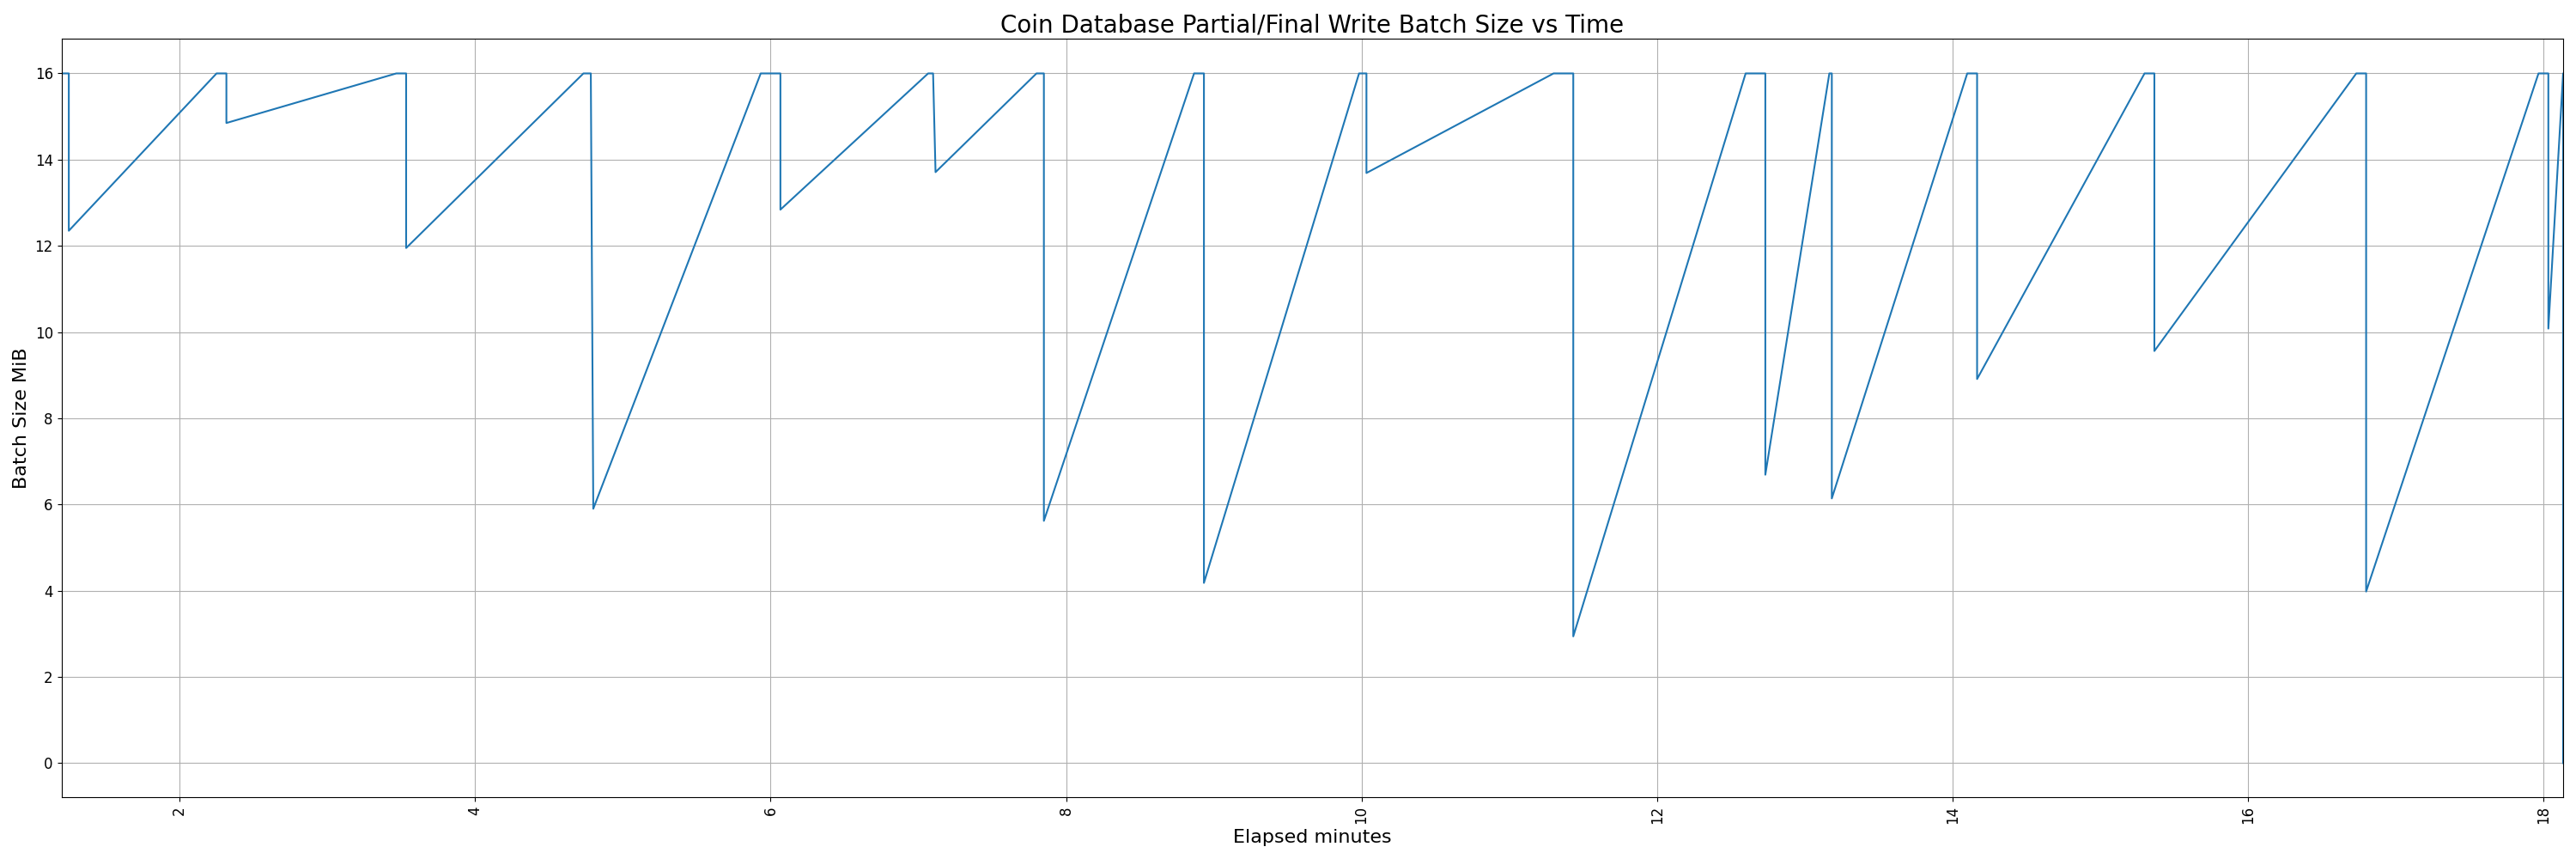 Coin Database Partial/Final Write Batch Size vs Time
Batch Size MiB
16
14
12
10
8
6
4
2
0
2 4 6 8 10 12 14 16 18
Elapsed minutes